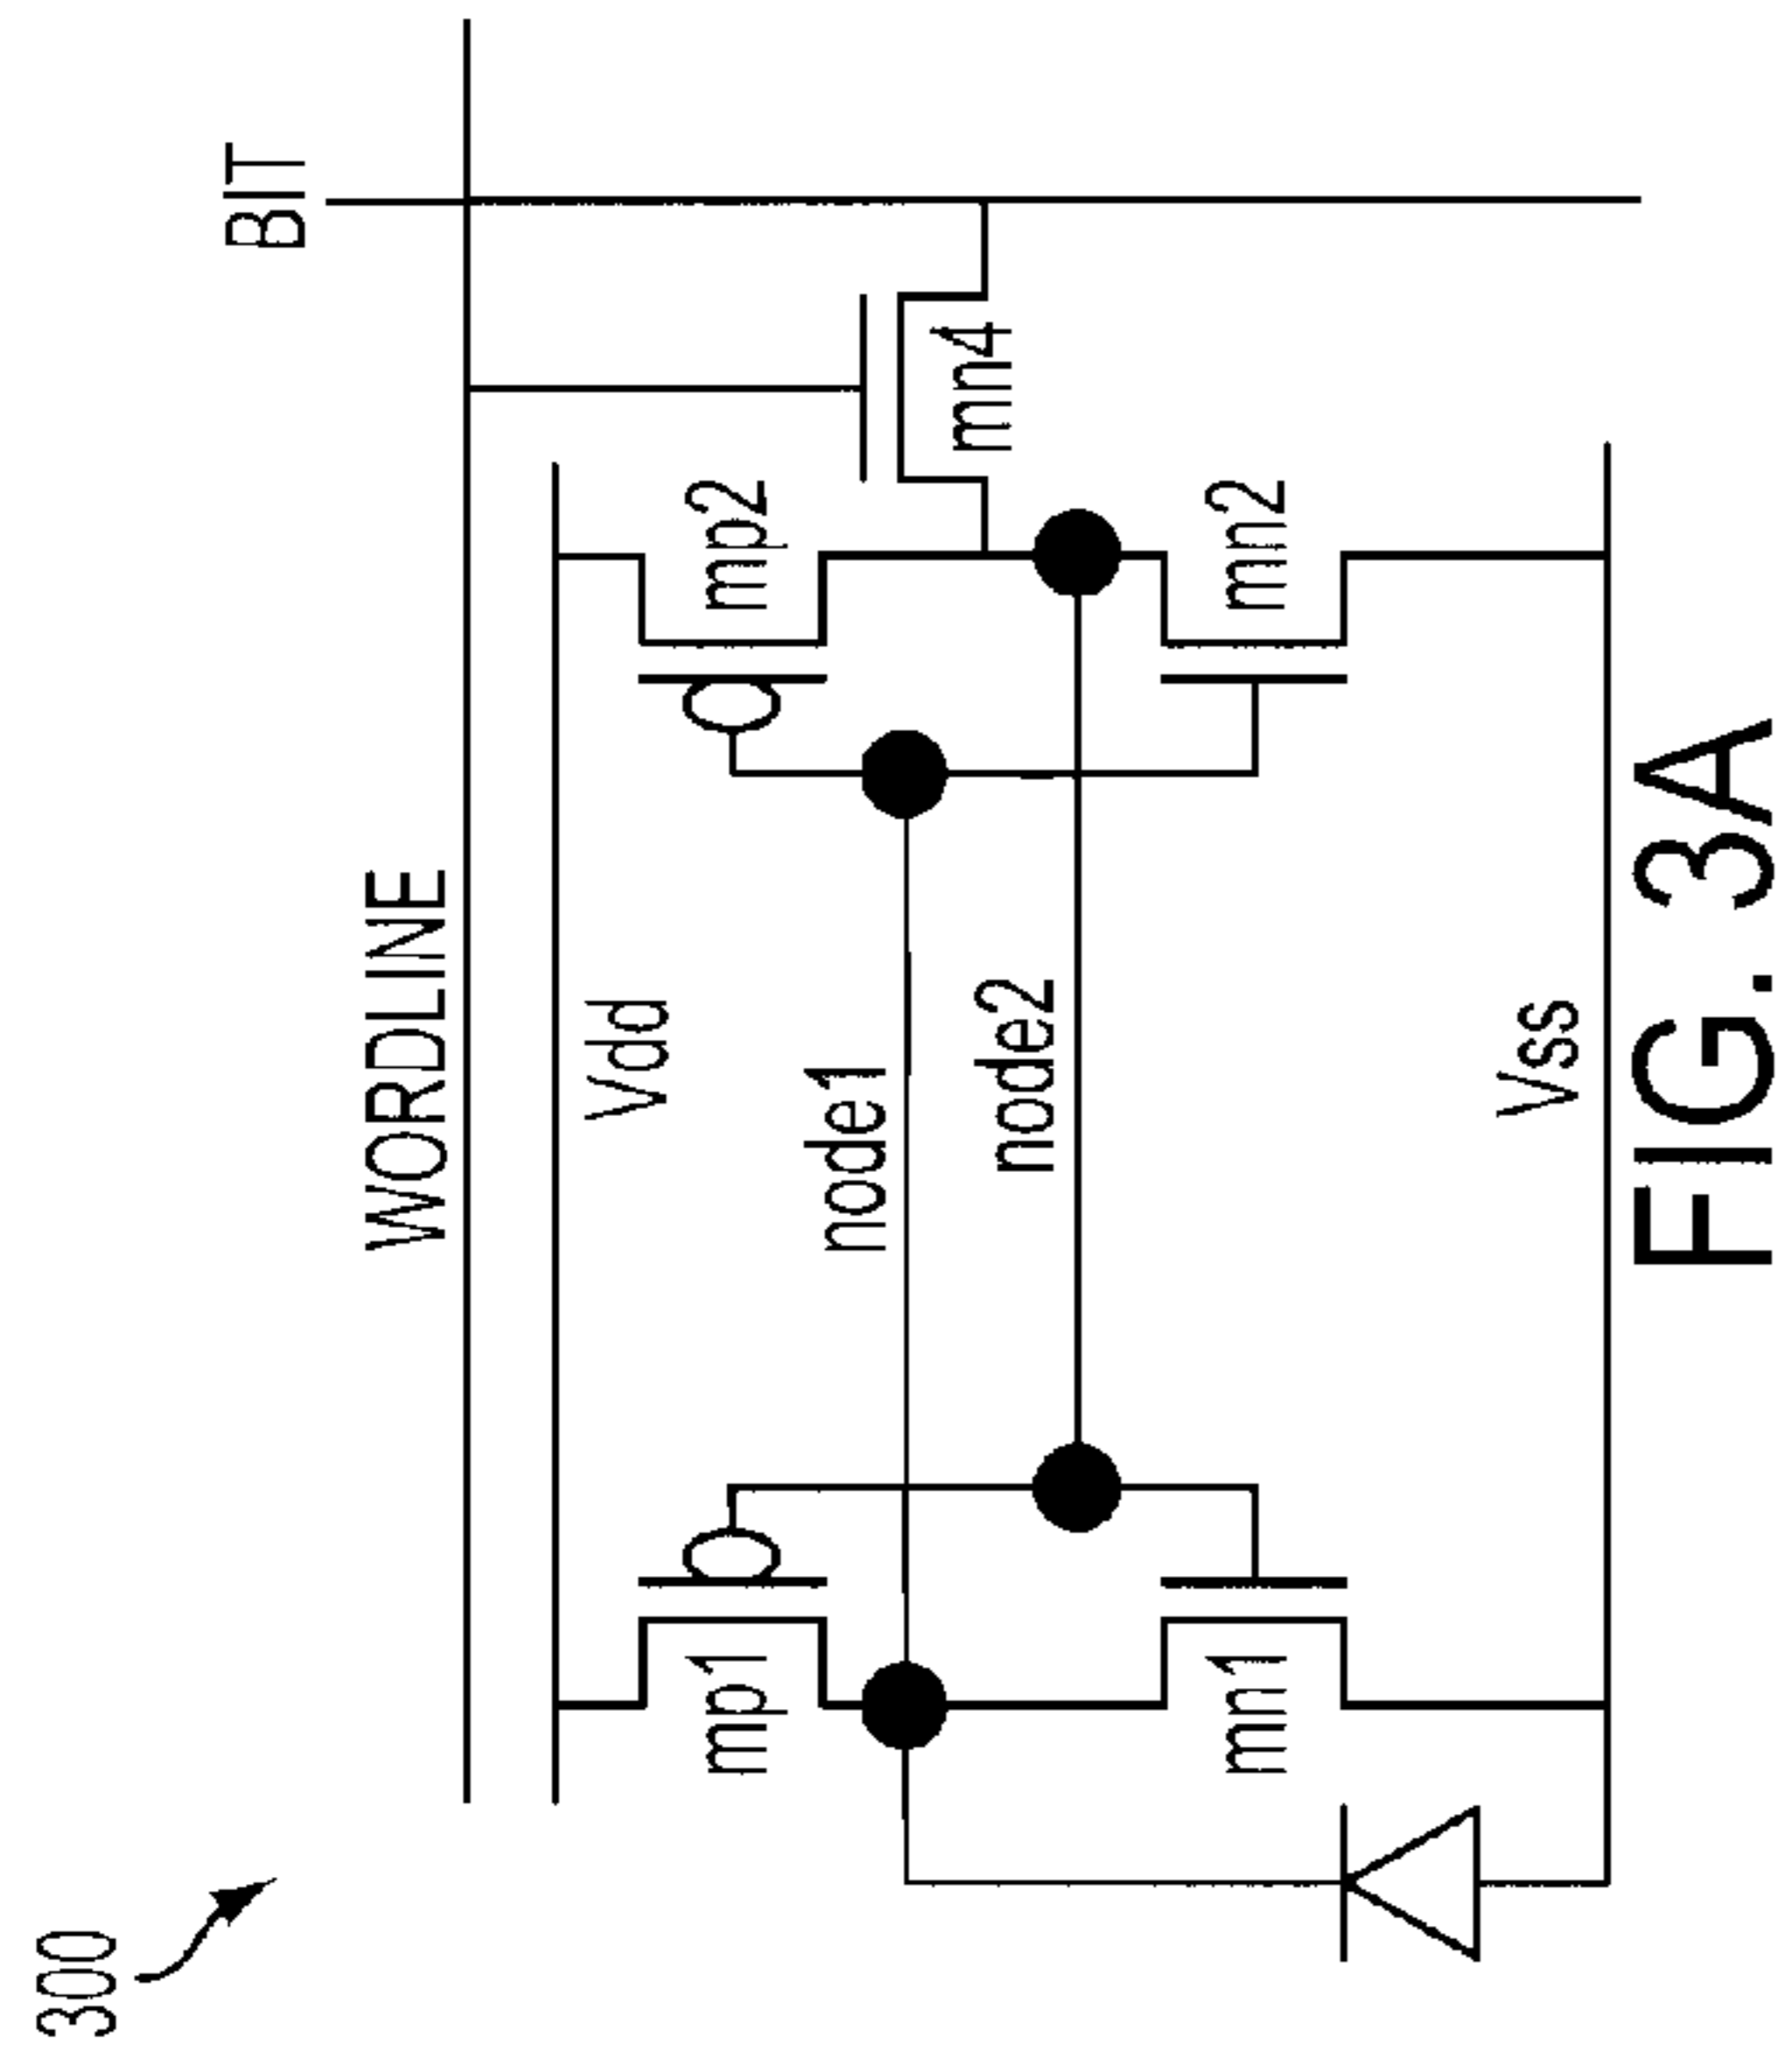 300
BIT
WORDLINE
Vdd
mp1
mp2
node1
mn4
node2
mn1
mn2
Vss
FIG. 3A